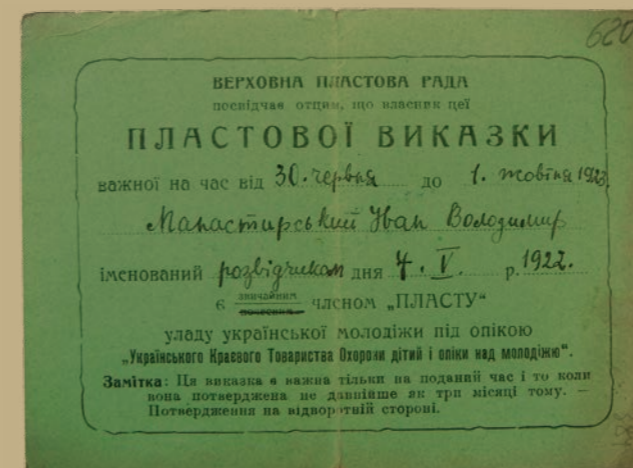 620
ВЕРХОВНА ПЛАСТОВА РАДА
посвідчає отцим, що власник цеї
ПЛАСТОВОЇ ВИКАЗКИ
важної на час від 30. червня до 1. жовтня 1923.
Манастирський Іван Володимир
іменований розвідчиком дня 4. V. р. 1922.
є звичайним членом „ПЛАСТУ“
уладу української молодіжи під опікою
„Українського Краєвого Товариства Охорони дітий і опіки над молодіжю“.
Замітка: Ця виказка є важна тільки на поданий час і то коли
вона потверджена не давнійше як три місяці тому. —
Потвердження на відворотній стороні.